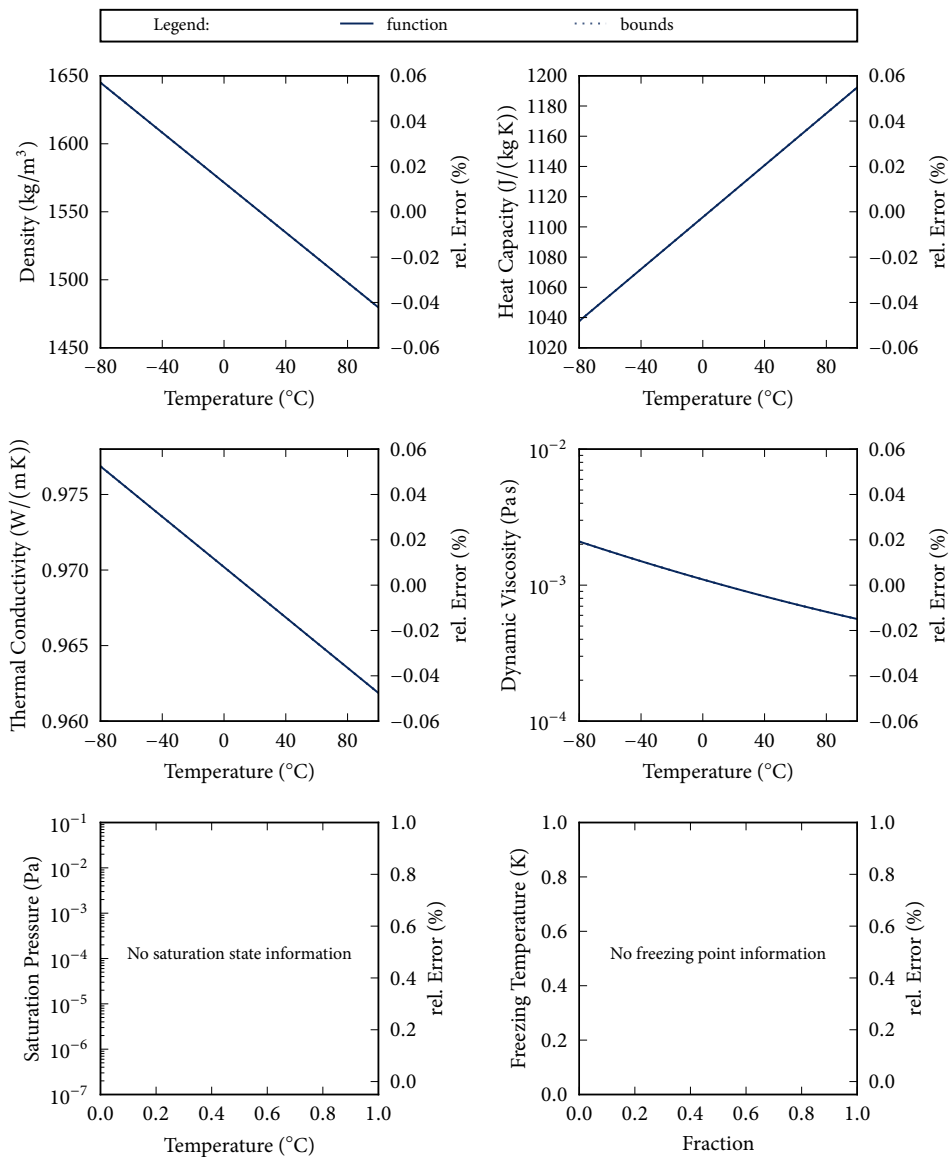 Legend: function bounds
1650
1600
1550
1500
1450
Density (kg/m³)
−80 −40 0 40 80
Temperature (°C)
0.06
0.04
0.02
0.00
−0.02
−0.04
−0.06
rel. Error (%)
1200
1180
1160
1140
1120
1100
1080
1060
1040
1020
Heat Capacity (J/(kg K))
−80 −40 0 40 80
Temperature (°C)
0.06
0.04
0.02
0.00
−0.02
−0.04
−0.06
rel. Error (%)
0.975
0.970
0.965
0.960
Thermal Conductivity (W/(m K))
−80 −40 0 40 80
Temperature (°C)
0.06
0.04
0.02
0.00
−0.02
−0.04
−0.06
rel. Error (%)
10⁻²
10⁻³
10⁻⁴
Dynamic Viscosity (Pa s)
−80 −40 0 40 80
Temperature (°C)
0.06
0.04
0.02
0.00
−0.02
−0.04
−0.06
rel. Error (%)
10⁻¹
10⁻²
10⁻³
10⁻⁴
10⁻⁵
10⁻⁶
10⁻⁷
Saturation Pressure (Pa)
No saturation state information
0.0 0.2 0.4 0.6 0.8 1.0
Temperature (°C)
1.0
0.8
0.6
0.4
0.2
0.0
rel. Error (%)
1.0
0.8
0.6
0.4
0.2
0.0
Freezing Temperature (K)
No freezing point information
0.0 0.2 0.4 0.6 0.8 1.0
Fraction
1.0
0.8
0.6
0.4
0.2
0.0
rel. Error (%)